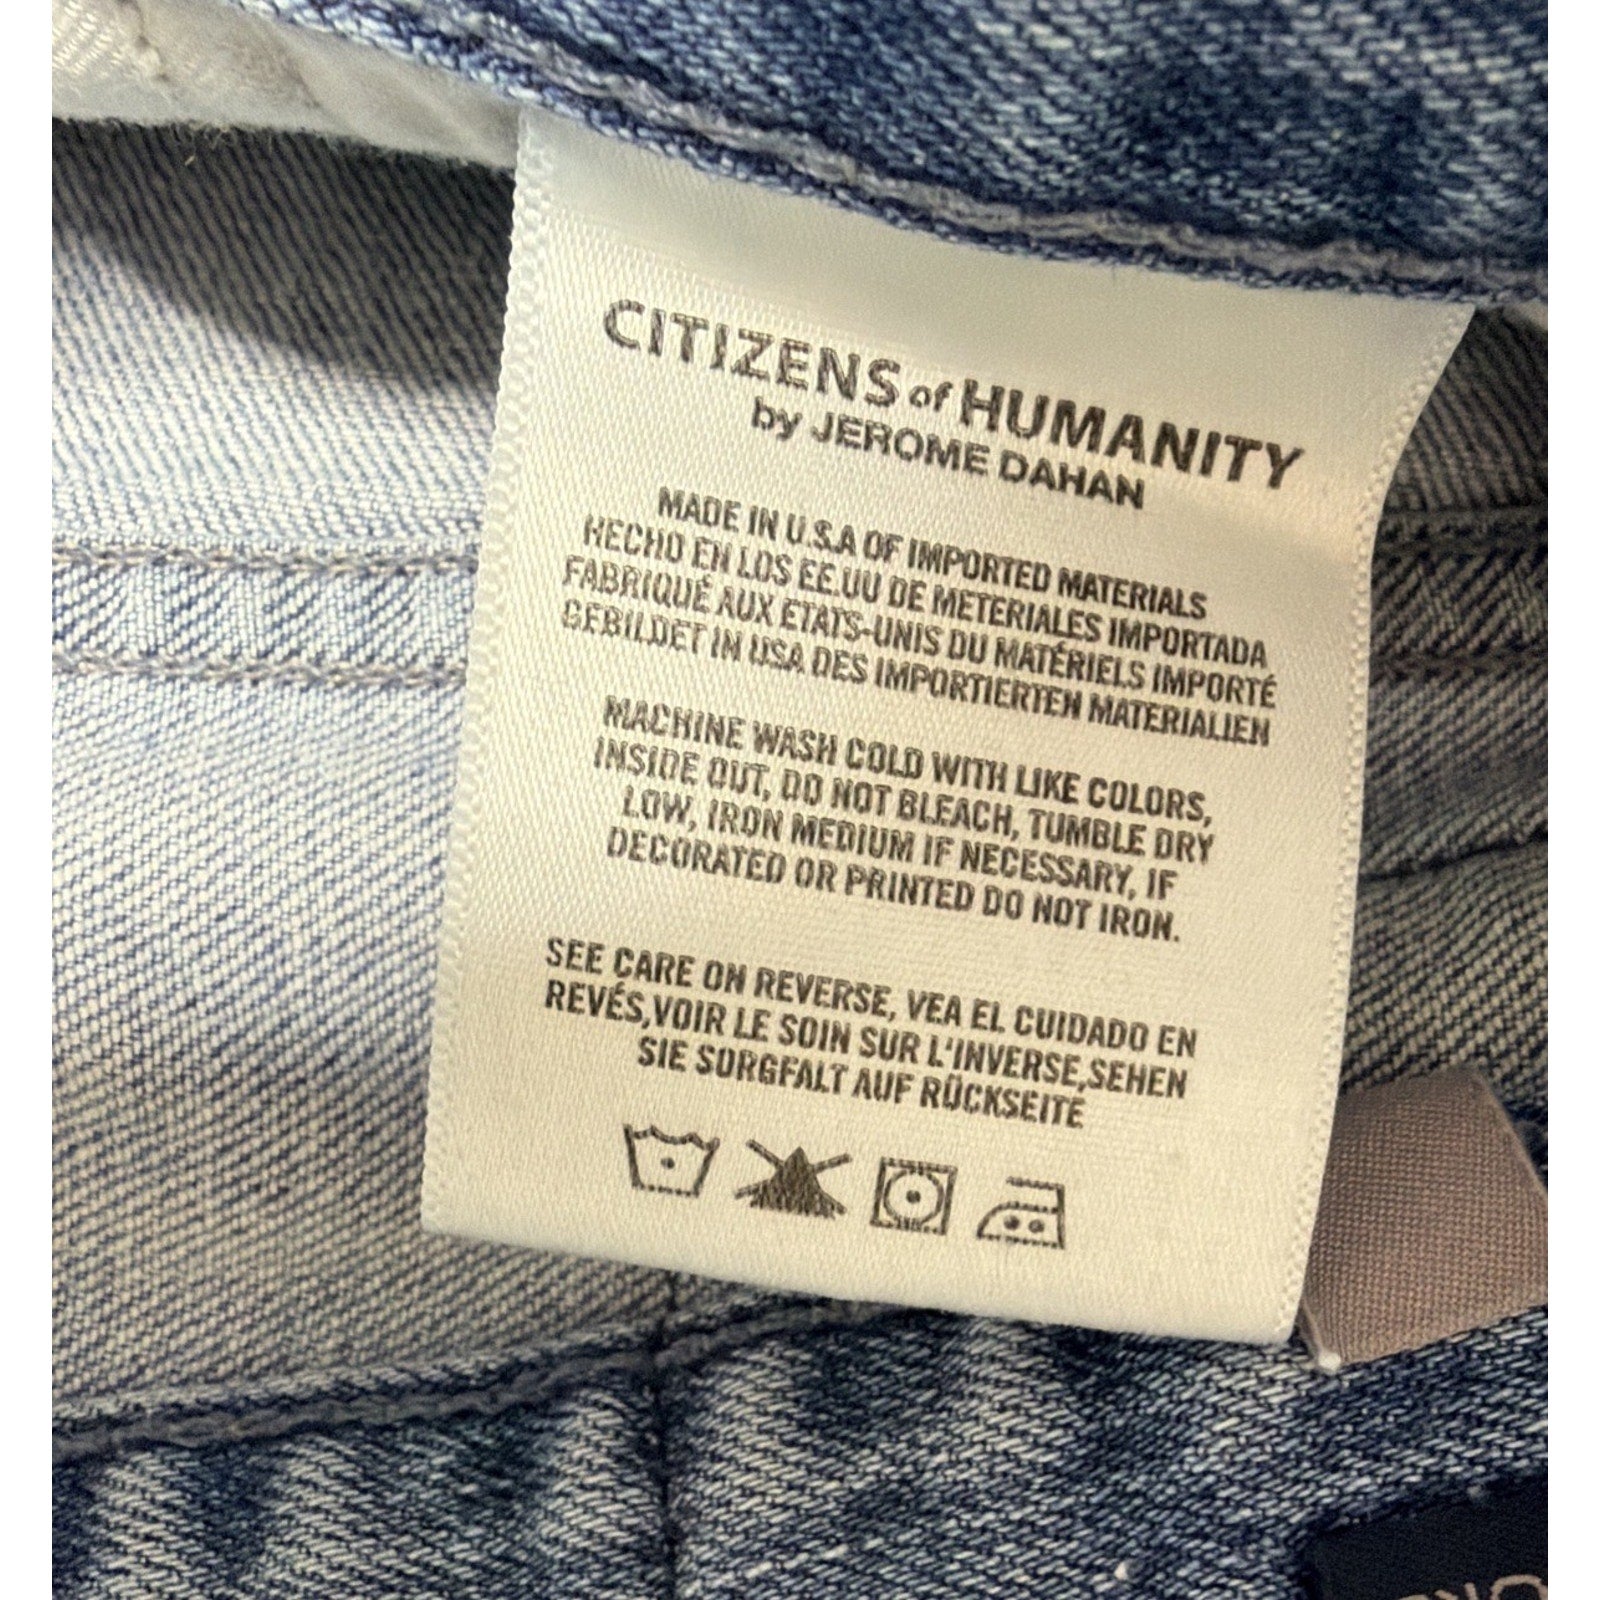 CITIZENS of HUMANITY
by JEROME DAHAN
MADE IN U.S.A OF IMPORTED MATERIALS
HECHO EN LOS EE.UU DE METERIALES IMPORTADA
FABRIQUÉ AUX ETATS-UNIS DU MATÉRIELS IMPORTÉ
GEBILDET IN USA DES IMPORTIERTEN MATERIALIEN
MACHINE WASH COLD WITH LIKE COLORS,
INSIDE OUT, DO NOT BLEACH, TUMBLE DRY
LOW, IRON MEDIUM IF NECESSARY, IF
DECORATED OR PRINTED DO NOT IRON.
SEE CARE ON REVERSE, VEA EL CUIDADO EN
REVÉS,VOIR LE SOIN SUR L'INVERSE,SEHEN
SIE SORGFALT AUF RÜCKSEITE